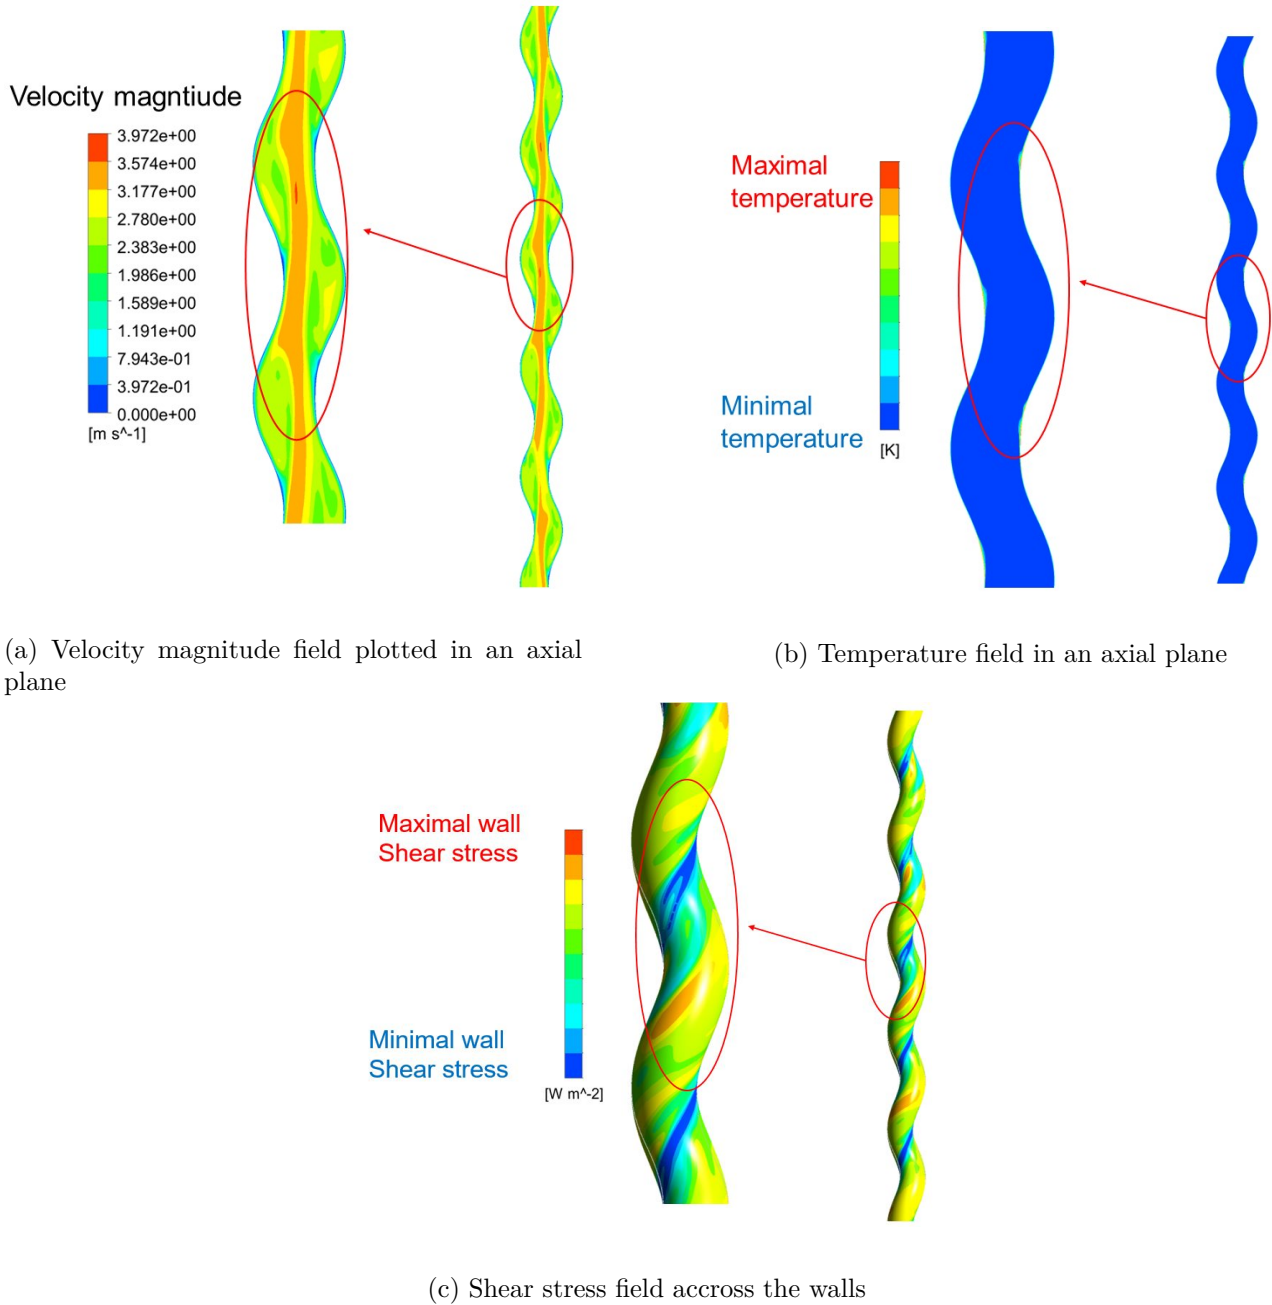 Velocity magntiude
3.972e+00
3.574e+00
3.177e+00
2.780e+00
2.383e+00
1.986e+00
1.589e+00
1.191e+00
7.943e-01
3.972e-01
0.000e+00
[m s^-1]
Maximal
temperature
Minimal
temperature
[K]
(a) Velocity magnitude field plotted in an axial
plane
(b) Temperature field in an axial plane
Maximal wall
Shear stress
Minimal wall
Shear stress
[W m^-2]
(c) Shear stress field accross the walls